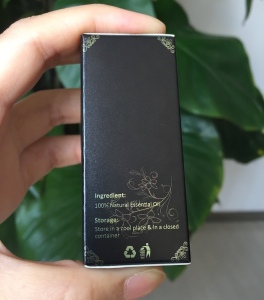 Ingredient:
100% Natural Essential Oil
Storage:
Store in a cool place & In a closed
container